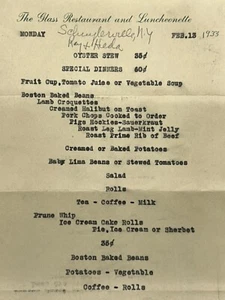 The Glass Restaurant and Luncheonette
MONDAY Schuylerville, N.Y FEB. 13 1933
Kay & Hilda
OYSTER STEW 35¢
SPECIAL DINNERS 60¢
Fruit Cup, Tomato Juice or Vegetable Soup
Boston Baked Beans
Lamb Croquettes
Creamed Halibut on Toast
Pork Chops Cooked to Order
Pigs Hockies-Sauerkraut
Roast Leg Lamb-Mint Jelly
Roast Prime Rib of Beef
Creamed or Baked Potatoes
Baby Lima Beans or Stewed Tomatoes
Salad
Rolls
Tea - Coffee - Milk
Prune Whip
Ice Cream Cake Rolls
Pie, Ice Cream or Sherbet
35¢
Boston Baked Beans
Potatoes - Vegetable
Coffee - Rolls